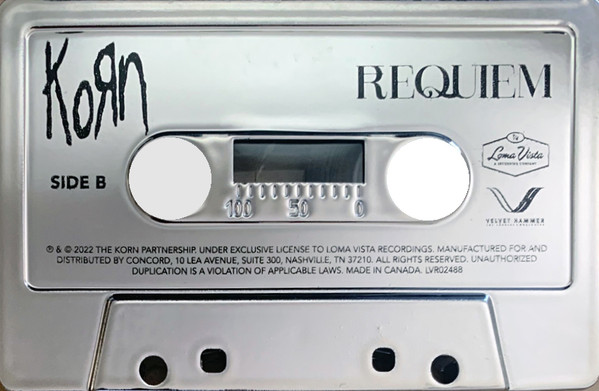 KoЯn
REQUIEM
Loma Vista
SIDE B
100 50 0
VELVET HAMMER
℗ & © 2022 THE KORN PARTNERSHIP. UNDER EXCLUSIVE LICENSE TO LOMA VISTA RECORDINGS. MANUFACTURED FOR AND
DISTRIBUTED BY CONCORD, 10 LEA AVENUE, SUITE 300, NASHVILLE, TN 37210. ALL RIGHTS RESERVED. UNAUTHORIZED
DUPLICATION IS A VIOLATION OF APPLICABLE LAWS. MADE IN CANADA. LVR02488